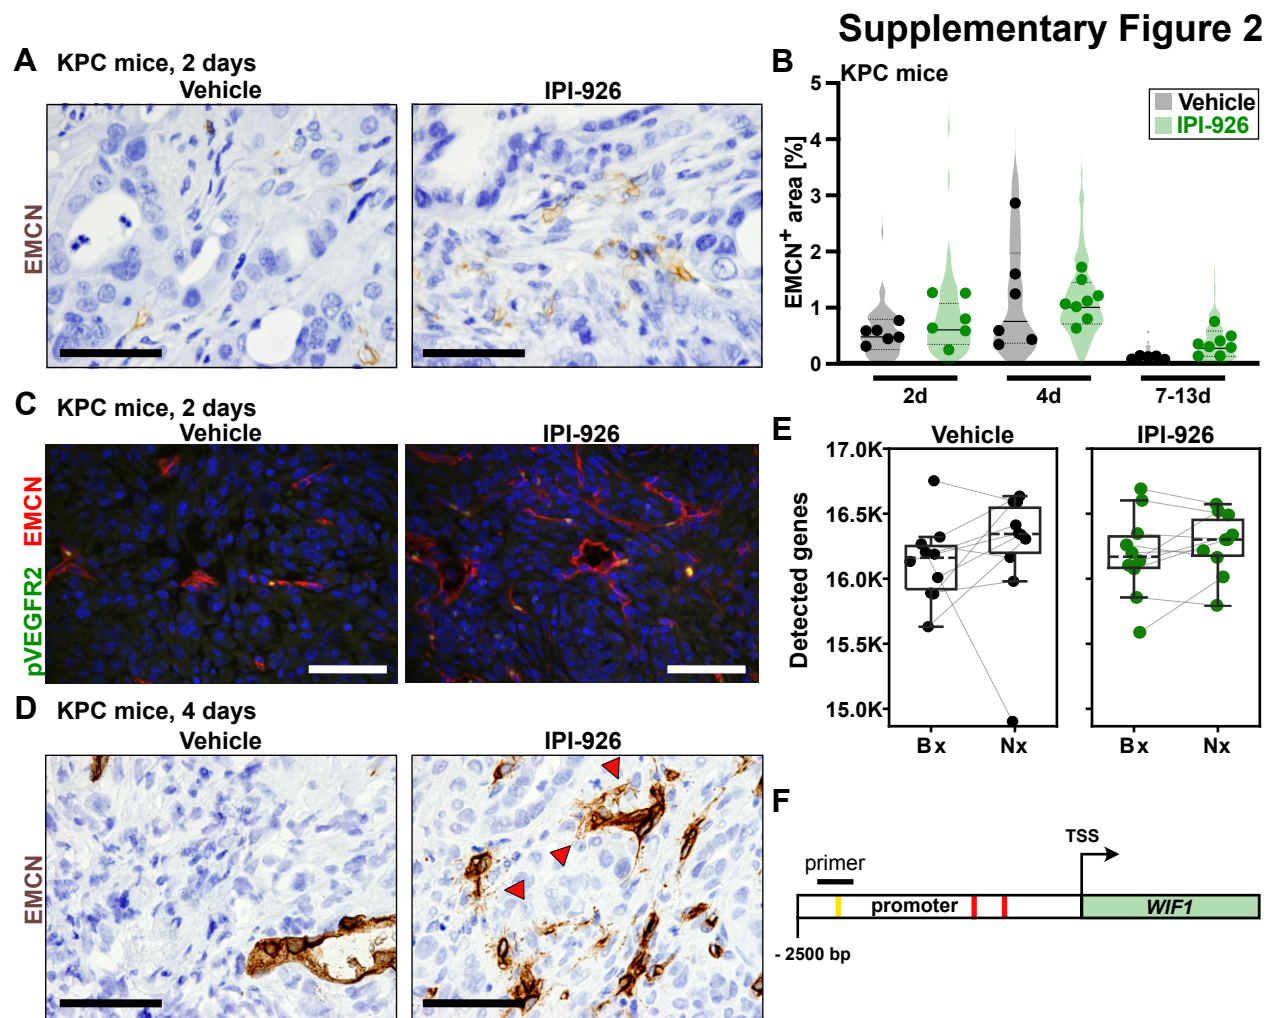 Supplementary Figure 2
A KPC mice, 2 days
Vehicle
IPI-926
EMCN
B
KPC mice
Vehicle
IPI-926
EMCN+ area [%]
5
4
3
2
1
0
2d 4d 7-13d
C KPC mice, 2 days
Vehicle
IPI-926
pVEGFR2 EMCN
D KPC mice, 4 days
Vehicle
IPI-926
EMCN
E
Vehicle
IPI-926
Detected genes
17.0K
16.5K
16.0K
15.5K
15.0K
Bx Nx
Bx Nx
F
TSS
primer
promoter
WIF1
- 2500 bp